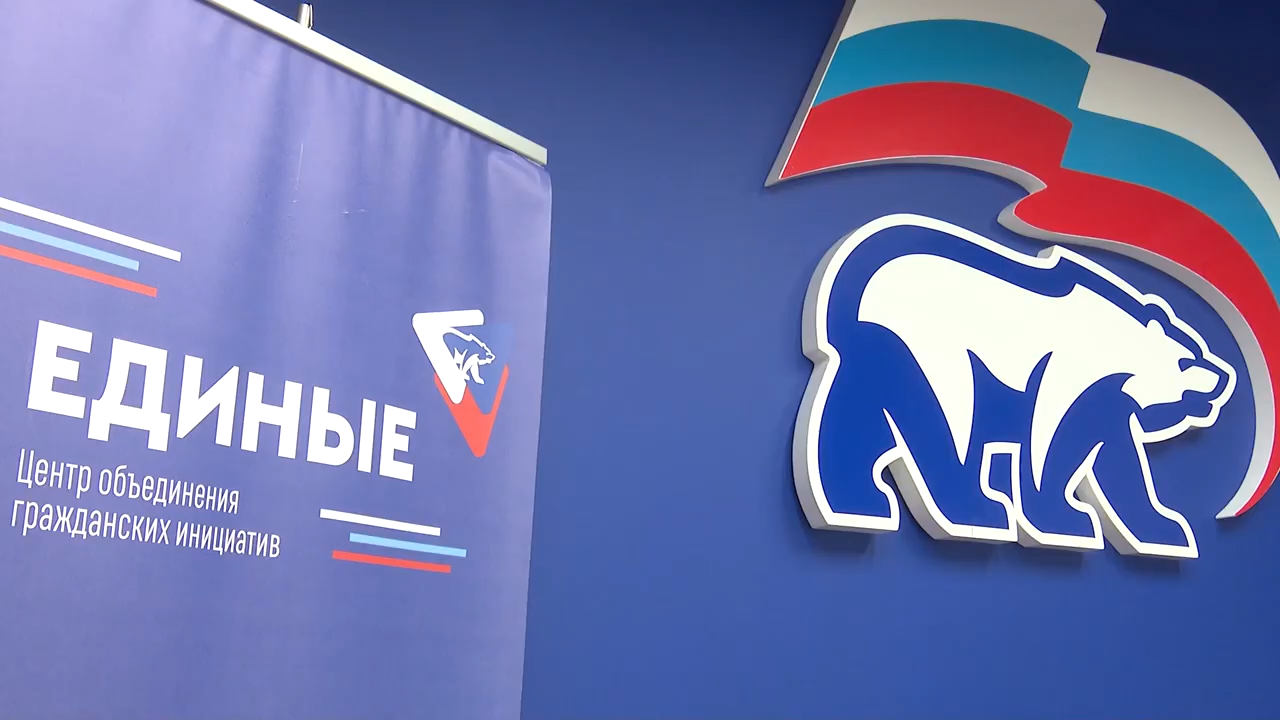 ЕДИНЫЕ
Центр объединения
гражданских инициатив